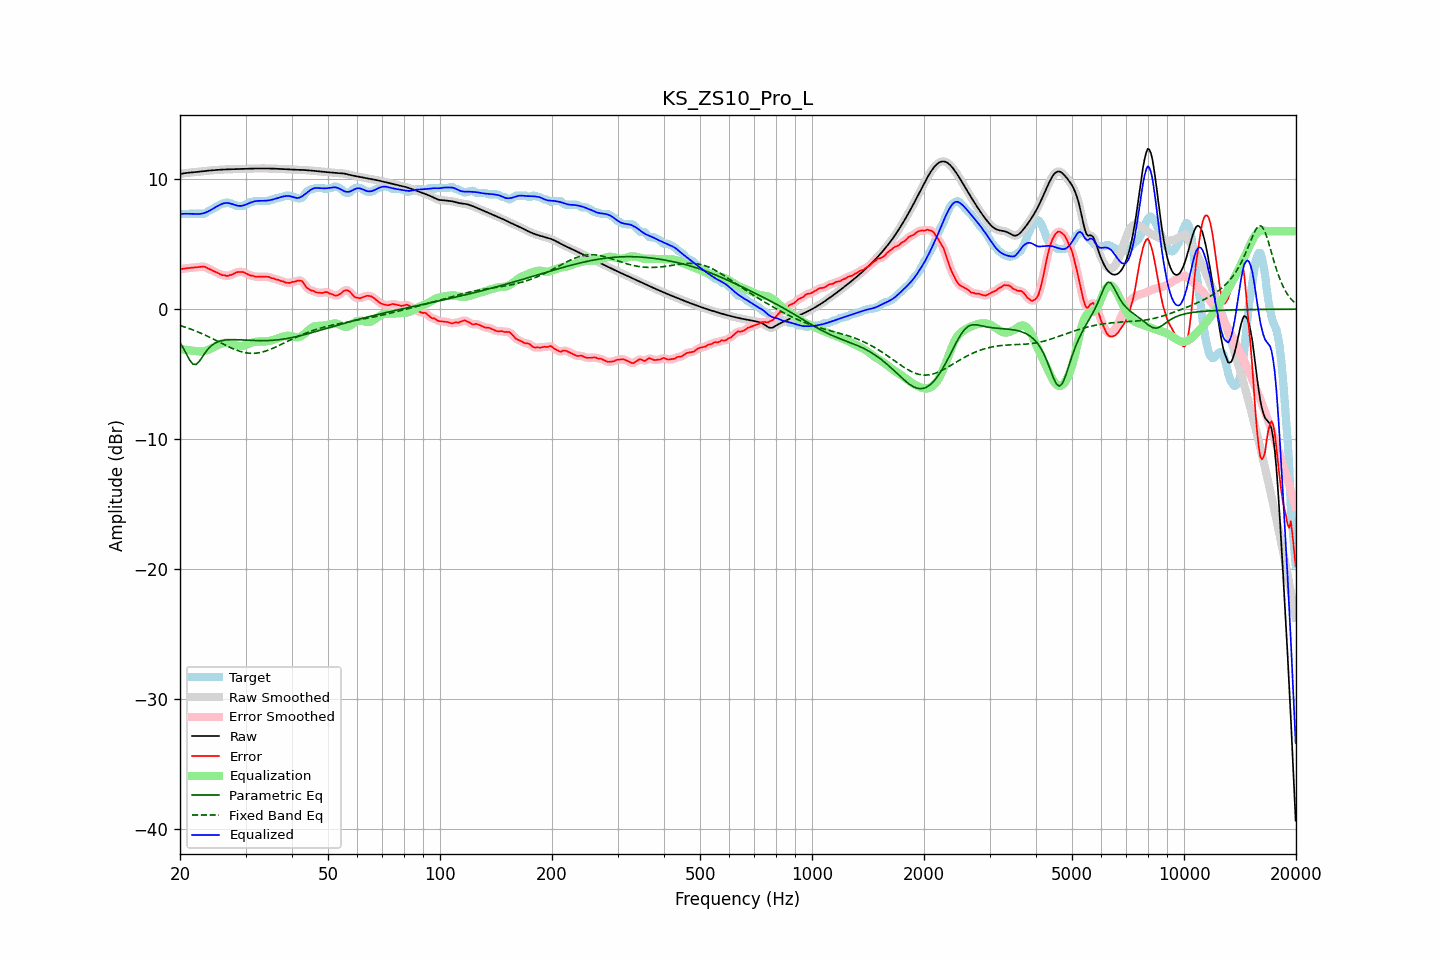 KS_ZS10_Pro_L
Amplitude (dBr)
10
0
−10
−20
−30
−40
Target
Raw Smoothed
Error Smoothed
Raw
Error
Equalization
Parametric Eq
Fixed Band Eq
Equalized
20 50 100 200 500 1000 2000 5000 10000 20000
Frequency (Hz)